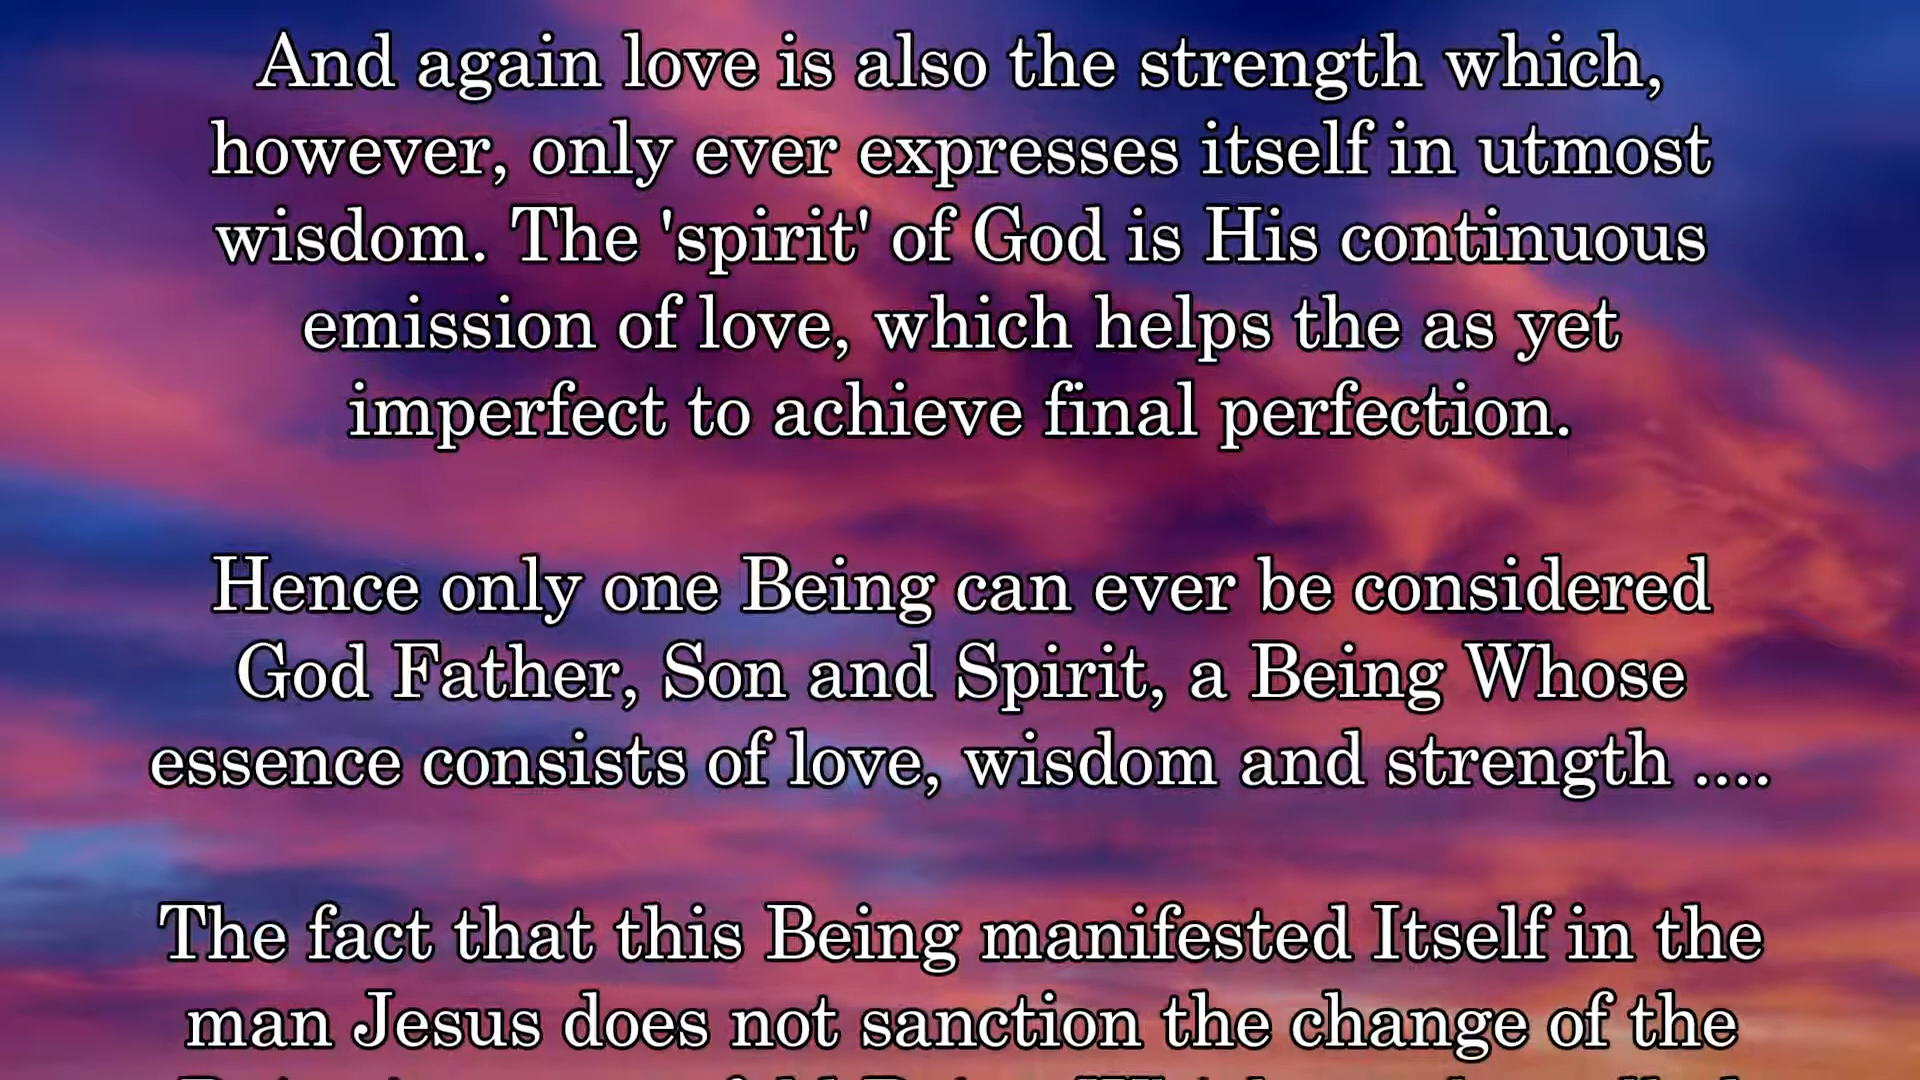 And again love is also the strength which,
however, only ever expresses itself in utmost
wisdom. The 'spirit' of God is His continuous
emission of love, which helps the as yet
imperfect to achieve final perfection.
Hence only one Being can ever be considered
God Father, Son and Spirit, a Being Whose
essence consists of love, wisdom and strength ....
The fact that this Being manifested Itself in the
man Jesus does not sanction the change of the